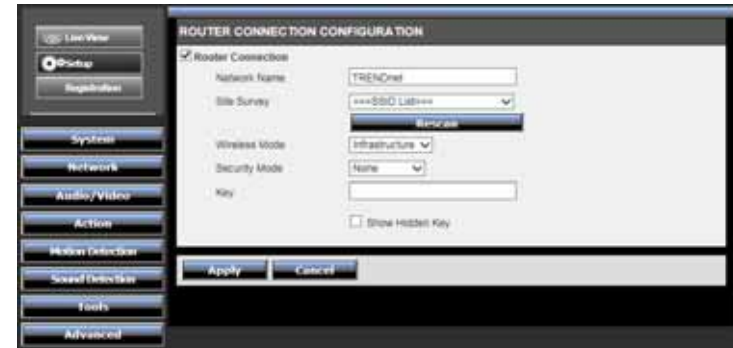 Live View
Setup
Registration
System
Network
Audio/Video
Action
Motion Detection
Sound Detection
Tools
Advanced
ROUTER CONNECTION CONFIGURATION
Router Connection
Network Name TRENDnet
Site Survey ===SSID List===
Rescan
Wireless Mode Infrastructure
Security Mode None
Key
Show Hidden Key
Apply Cancel